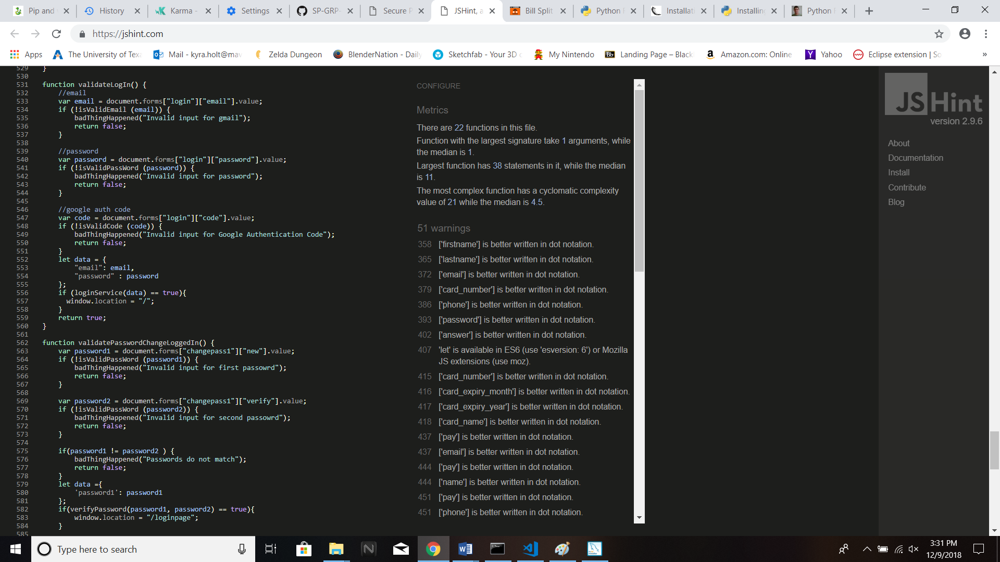 Pip and
History
Karma -
Settings
SP-GRP-
Secure P
JSHint, a
Bill Split
Python
Installati
Installing
Python
https://jshint.com
Apps
The University of Texa
Mail - kyra.holt@mav
Zelda Dungeon
BlenderNation - Daily
Sketchfab - Your 3D c
My Nintendo
Bb Landing Page – Black
Amazon.com: Online
Yahoo
Eclipse extension | So
»
529 }
530
531 function validateLogIn() {
532 //email
533 var email = document.forms["login"]["email"].value;
534 if (!isValidEmail (email)) {
535 badThingHappened("Invalid input for gmail");
536 return false;
537 }
538
539 //password
540 var password = document.forms["login"]["password"].value;
541 if (!isValidPassWord (password)) {
542 badThingHappened("Invalid input for password");
543 return false;
544 }
545
546 //google auth code
547 var code = document.forms["login"]["code"].value;
548 if (!isValidCode (code)) {
549 badThingHappened("Invalid input for Google Authentication Code");
550 return false;
551 }
552 let data = {
553 "email": email,
554 "password" : password
555 };
556 if (loginService(data) == true){
557 window.location = "/";
558 }
559 return true;
560 }
561
562 function validatePasswordChangeLoggedIn() {
563 var password1 = document.forms["changepass1"]["new"].value;
564 if (!isValidPassWord (password1)) {
565 badThingHappened("Invalid input for first passowrd");
566 return false;
567 }
568
569 var password2 = document.forms["changepass1"]["verify"].value;
570 if (!isValidPassWord (password2)) {
571 badThingHappened("Invalid input for second passowrd");
572 return false;
573 }
574
575 if(password1 != password2 ) {
576 badThingHappened("Passwords do not match");
577 return false;
578 }
579 let data ={
580 'password1': password1
581 };
582 if(verifyPassword(password1, password2) == true){
583 window.location = "/loginpage";
584 }
585
CONFIGURE
Metrics
There are 22 functions in this file.
Function with the largest signature take 1 arguments, while
the median is 1.
Largest function has 38 statements in it, while the median
is 11.
The most complex function has a cyclomatic complexity
value of 21 while the median is 4.5.
51 warnings
358 ['firstname'] is better written in dot notation.
365 ['lastname'] is better written in dot notation.
372 ['email'] is better written in dot notation.
379 ['card_number'] is better written in dot notation.
386 ['phone'] is better written in dot notation.
393 ['password'] is better written in dot notation.
402 ['answer'] is better written in dot notation.
407 'let' is available in ES6 (use 'esversion: 6') or Mozilla
JS extensions (use moz).
415 ['card_number'] is better written in dot notation.
416 ['card_expiry_month'] is better written in dot notation.
417 ['card_expiry_year'] is better written in dot notation.
418 ['card_name'] is better written in dot notation.
437 ['pay'] is better written in dot notation.
437 ['email'] is better written in dot notation.
444 ['pay'] is better written in dot notation.
444 ['name'] is better written in dot notation.
451 ['pay'] is better written in dot notation.
451 ['phone'] is better written in dot notation.
JSHint
version 2.9.6
About
Documentation
Install
Contribute
Blog
Type here to search
3:31 PM
12/9/2018